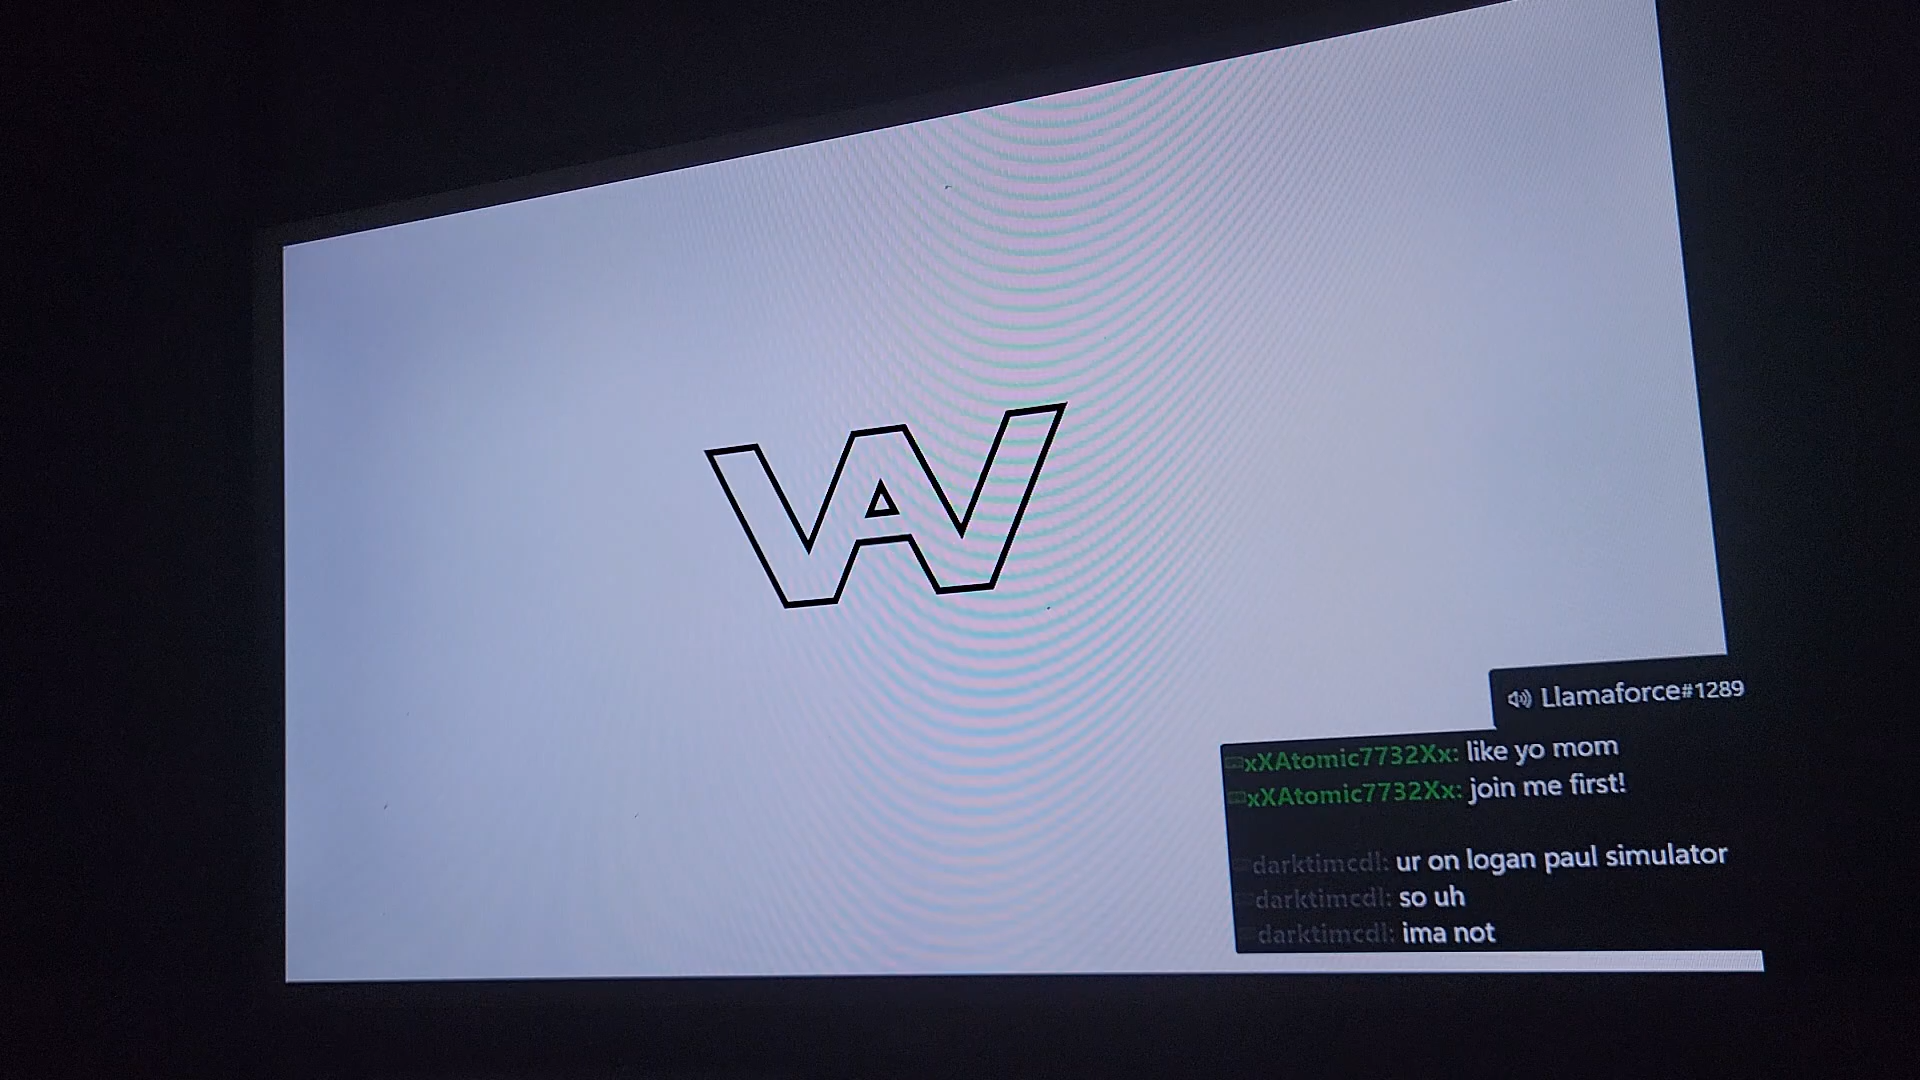 WA
Llamaforce#1289
xXAtomic7732Xx: like yo mom
xXAtomic7732Xx: join me first!
darktimcdl: ur on logan paul simulator
darktimcdl: so uh
darktimcdl: ima not